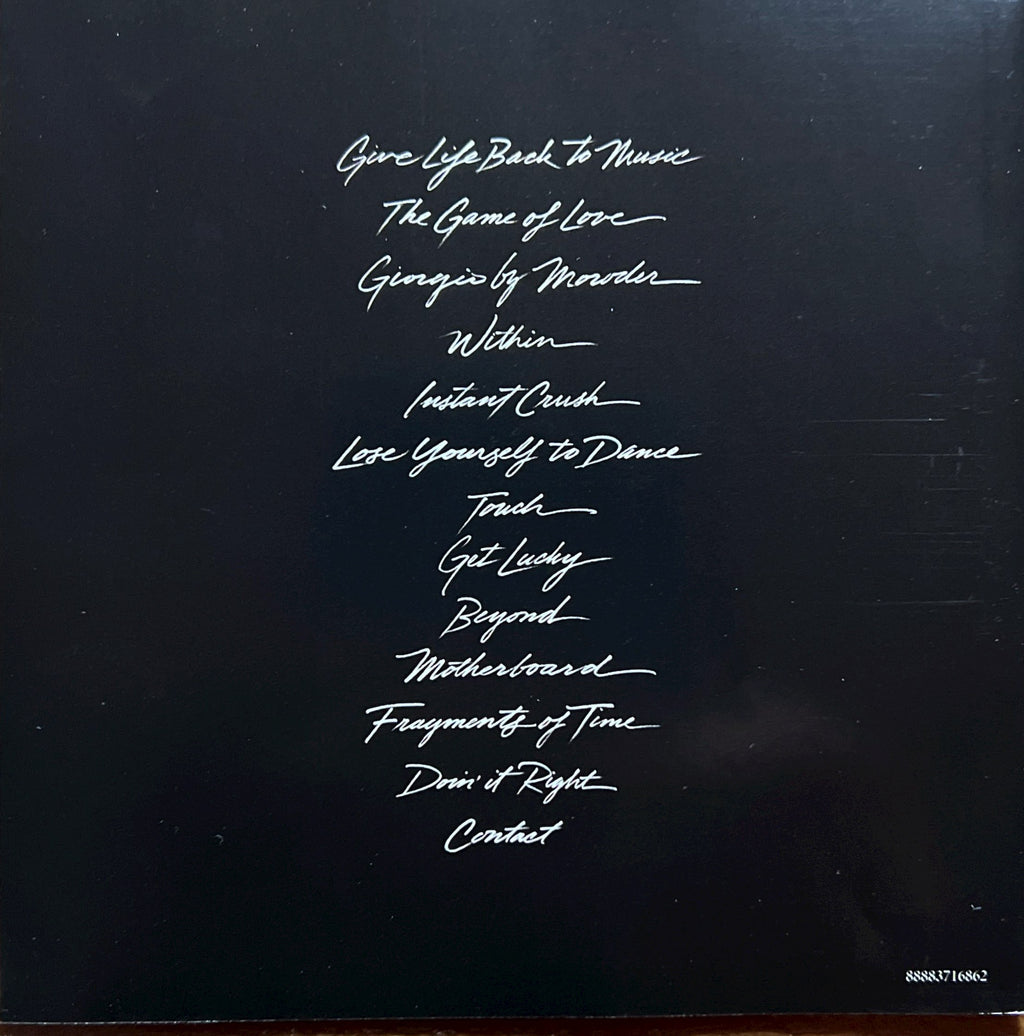 Give Life Back to Music
The Game of Love
Giorgio by Moroder
Within
Instant Crush
Lose Yourself to Dance
Touch
Get Lucky
Beyond
Motherboard
Fragments of Time
Doin' it Right
Contact
88883716862